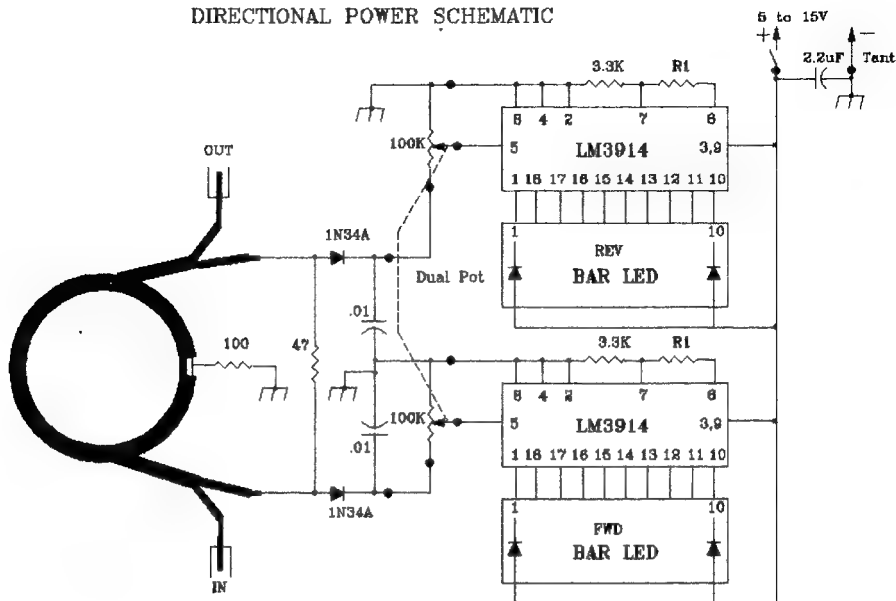 DIRECTIONAL POWER SCHEMATIC
5 to 15V
+
−
2.2uF
Tant
3.3K
R1
8
4
2
7
6
100K
5
LM3914
3,9
OUT
1 18 17 16 15 14 13 12 11 10
1N34A
1
10
REV
Dual Pot
BAR LED
.01
100
47
3.3K
R1
8
4
2
7
6
100K
5
LM3914
3,9
.01
1 18 17 16 15 14 13 12 11 10
1N34A
1
10
FWD
BAR LED
IN